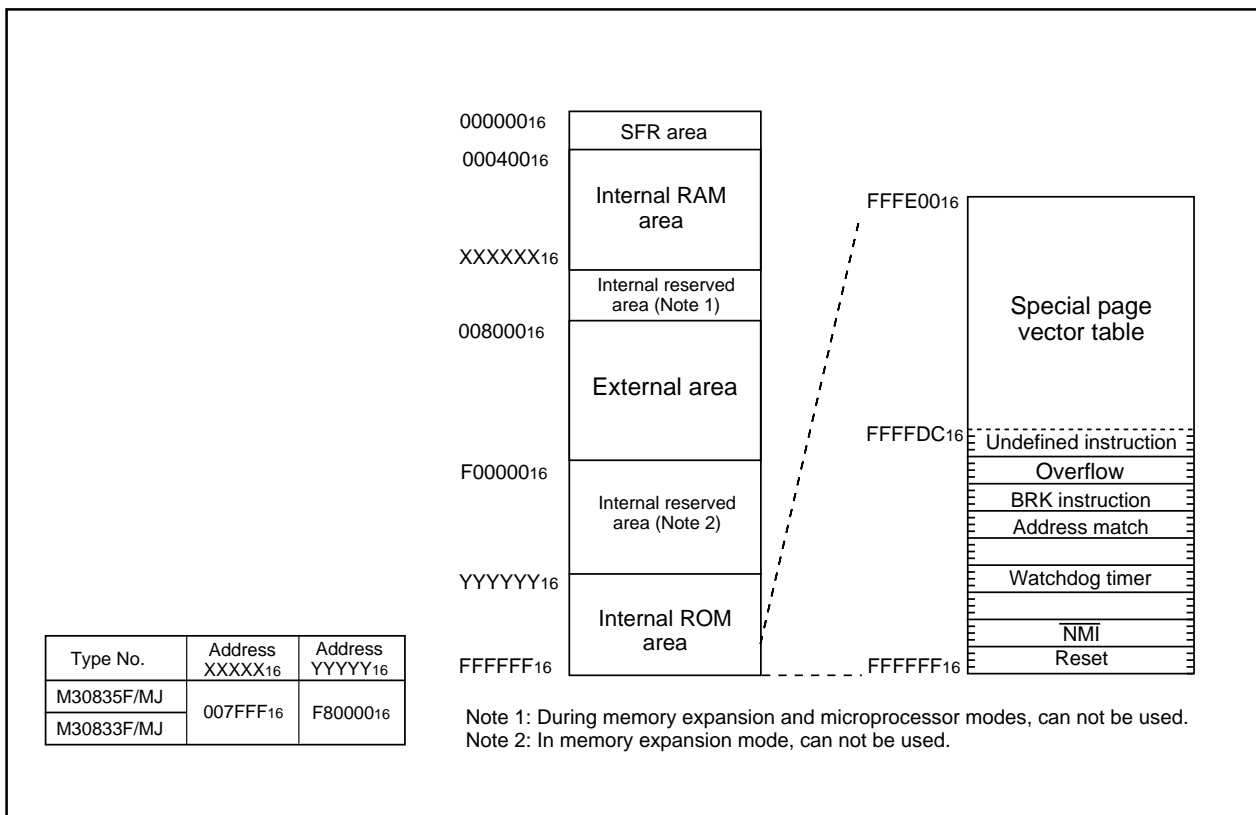 00000016
SFR area
00040016
Internal RAM
area
XXXXXX16
Internal reserved
area (Note 1)
00800016
External area
F0000016
Internal reserved
area (Note 2)
YYYYYY16
Internal ROM
area
FFFFFF16
FFFE0016
Special page
vector table
FFFFDC16
Undefined instruction
Overflow
BRK instruction
Address match
Watchdog timer
NMI
Reset
FFFFFF16
Type No.
Address
XXXXX16
Address
YYYYY16
M30835F/MJ
M30833F/MJ
007FFF16
F8000016
Note 1: During memory expansion and microprocessor modes, can not be used.
Note 2: In memory expansion mode, can not be used.